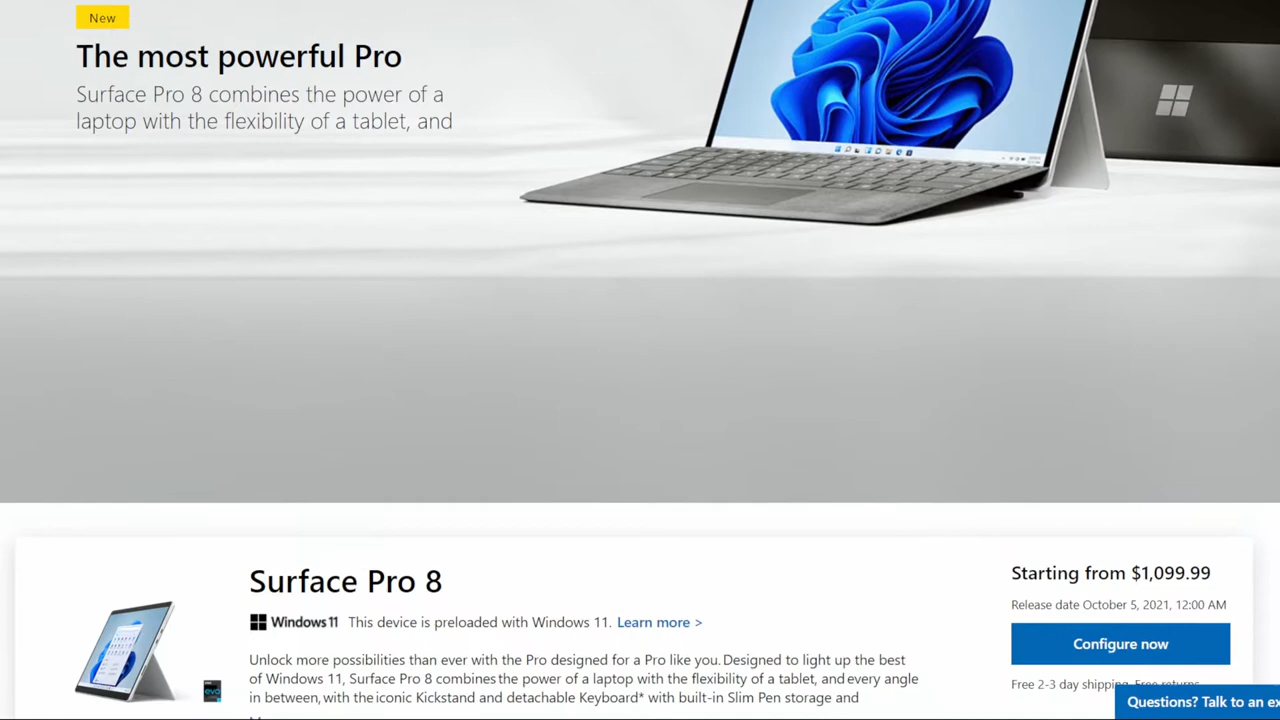 New
The most powerful Pro
Surface Pro 8 combines the power of a
laptop with the flexibility of a tablet, and
Surface Pro 8
Windows 11 This device is preloaded with Windows 11. Learn more >
Unlock more possibilities than ever with the Pro designed for a Pro like you. Designed to light up the best
of Windows 11, Surface Pro 8 combines the power of a laptop with the flexibility of a tablet, and every angle
in between, with the iconic Kickstand and detachable Keyboard* with built-in Slim Pen storage and
evo
Starting from $1,099.99
Release date October 5, 2021, 12:00 AM
Configure now
Free 2-3 day shipping. Free returns.
Questions? Talk to an ex